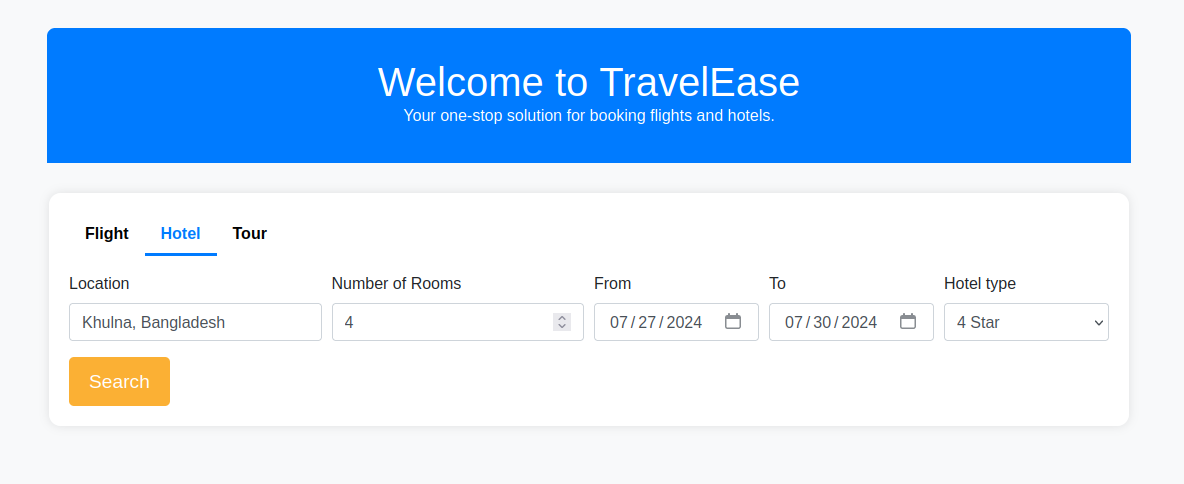 Welcome to TravelEase
Your one-stop solution for booking flights and hotels.
Flight Hotel Tour
Location Number of Rooms From To Hotel type
Khulna, Bangladesh 4 07/27/2024 07/30/2024 4 Star
Search